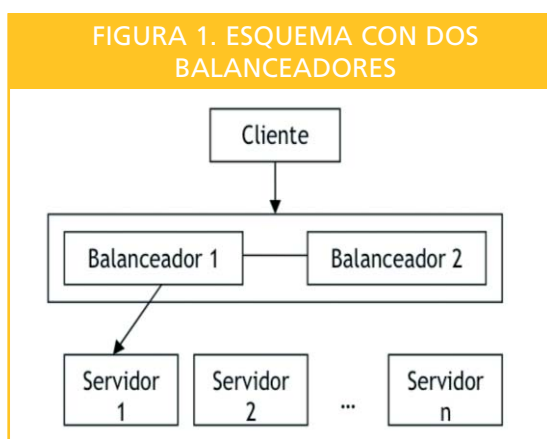 FIGURA 1. ESQUEMA CON DOS
BALANCEADORES
Cliente
Balanceador 1
Balanceador 2
Servidor
1
Servidor
2
...
Servidor
n